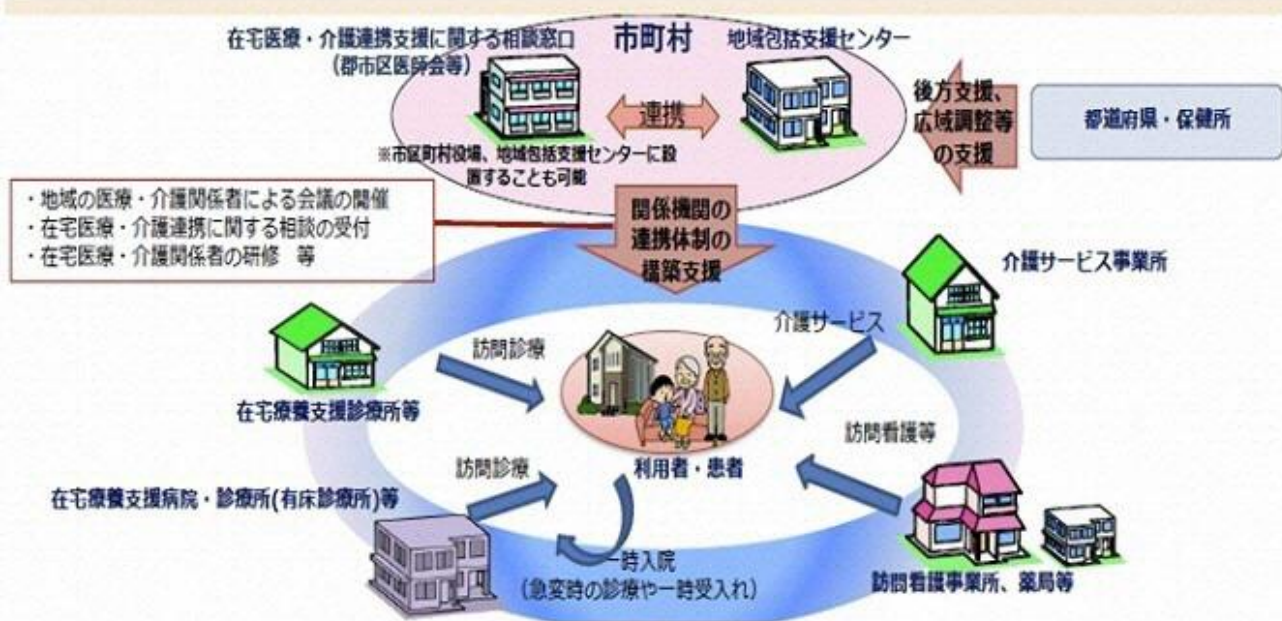 市町村
在宅医療・介護連携支援に関する相談窓口
(郡市区医師会等)
地域包括支援センター
連携
※市区町村役場、地域包括支援センターに設
置することも可能
後方支援、
広域調整等
の支援
都道府県・保健所
・地域の医療・介護関係者による会議の開催
・在宅医療・介護連携に関する相談の受付
・在宅医療・介護関係者の研修 等
関係機関の
連携体制の
構築支援
介護サービス事業所
介護サービス
訪問診療
在宅療養支援診療所等
利用者・患者
訪問看護等
訪問診療
在宅療養支援病院・診療所(有床診療所)等
一時入院
(急変時の診療や一時受入れ)
訪問看護事業所、薬局等